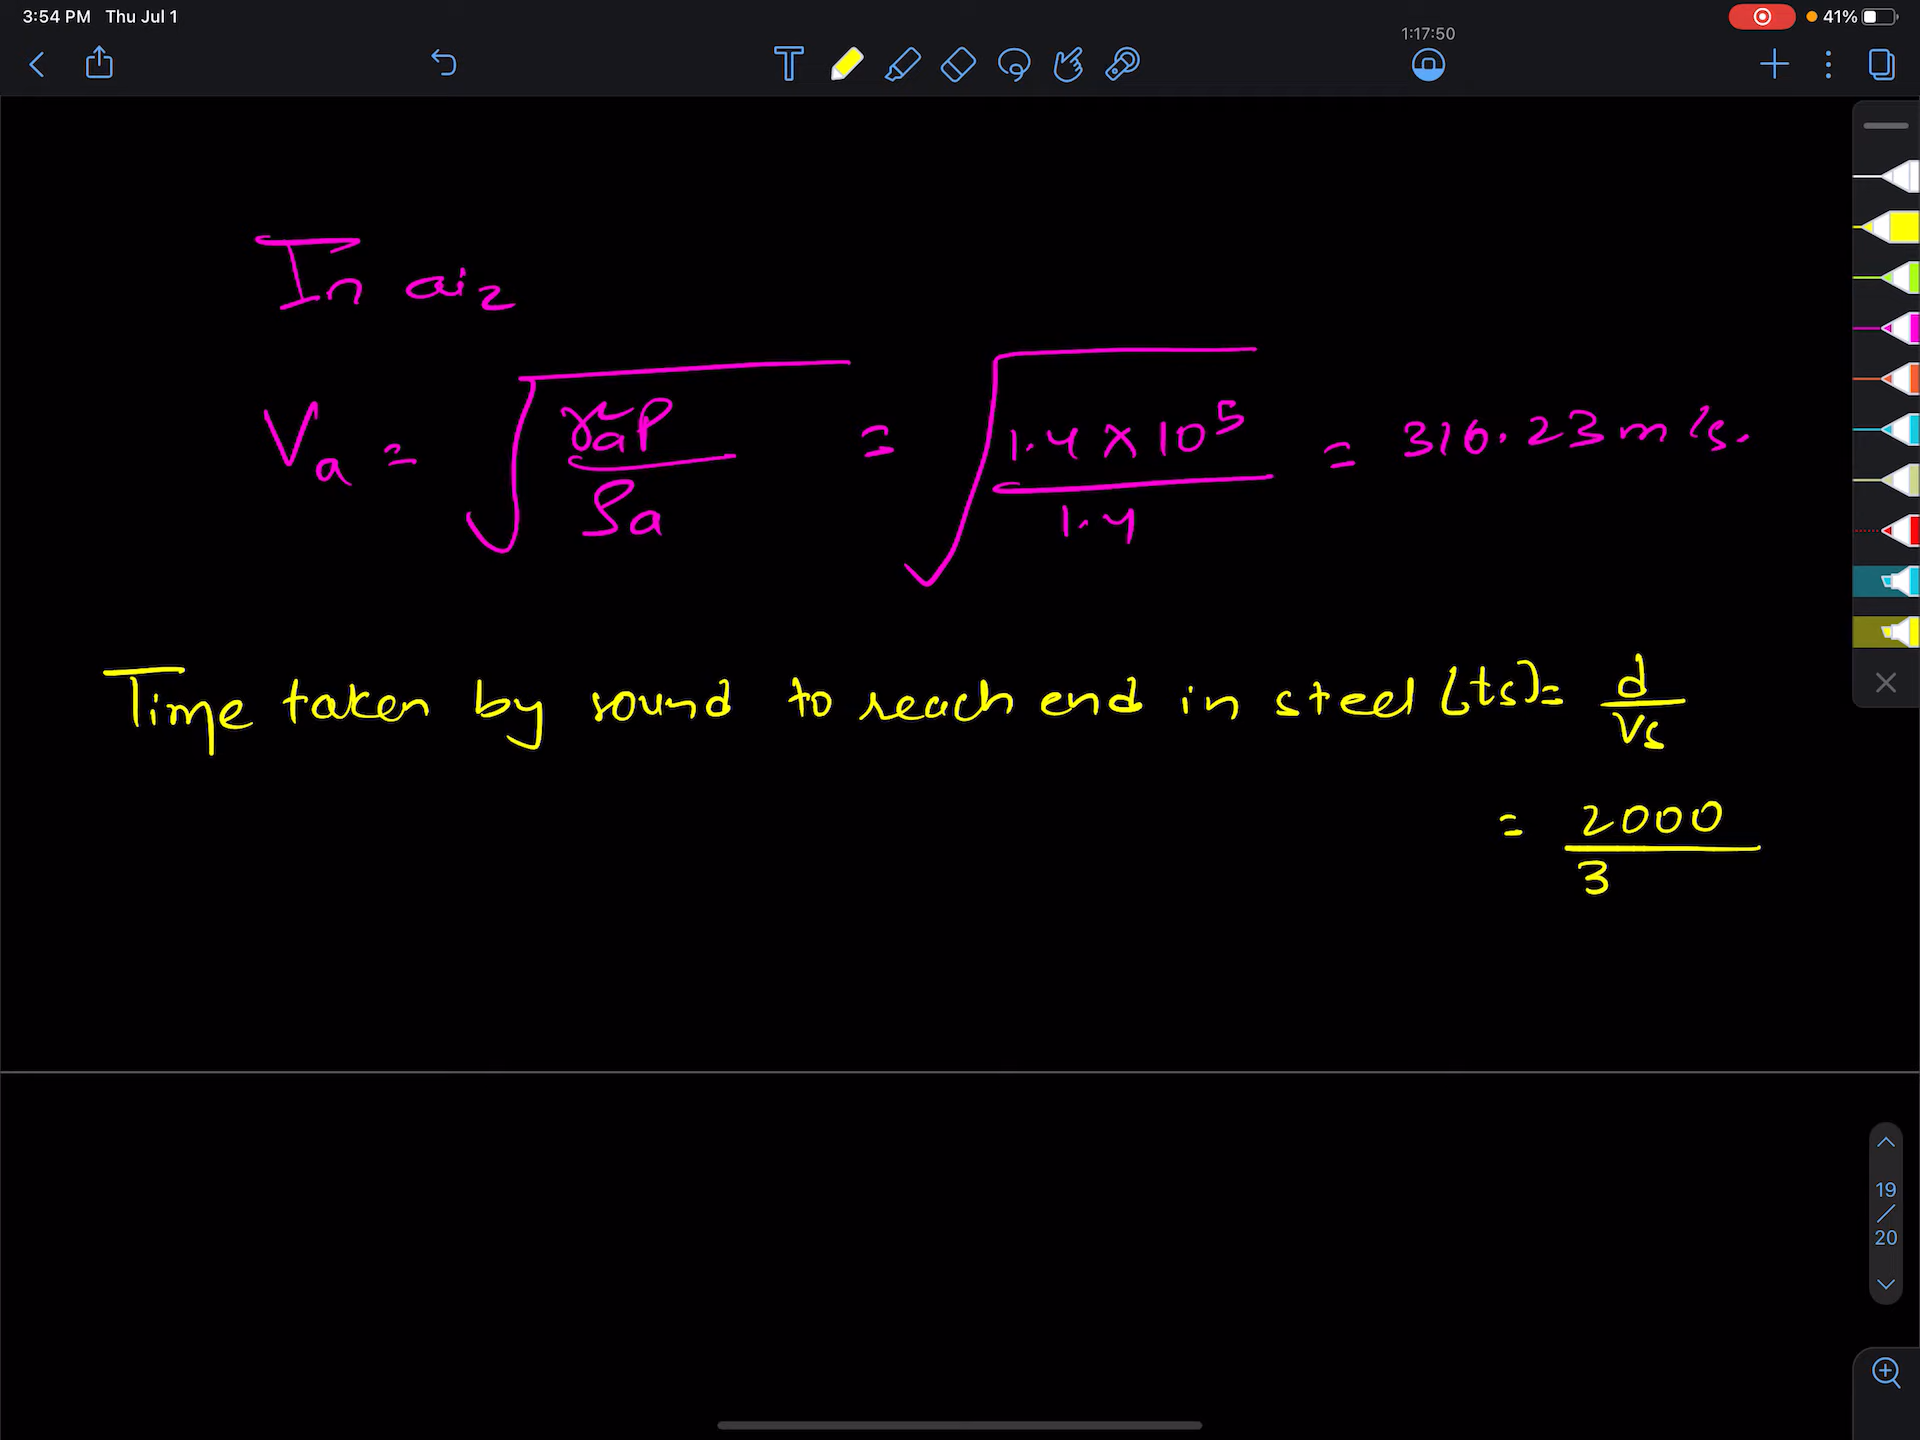 3:54 PM Thu Jul 1
41%
1:17:50
T
In air
Va = √(γaP / ρa) = √(1.4 × 10⁵ / 1.4) = 316.23 m/s.
Time taken by sound to reach end in steel (ts) = d / Vs
= 2000 / 3
19 / 20